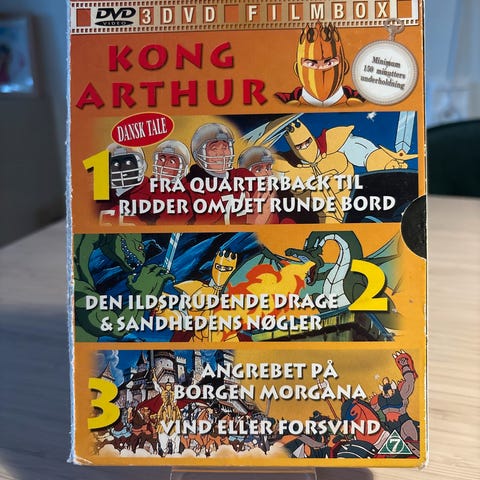 DVD
VIDEO
3 DVD FILMBOX
KONG
ARTHUR
Minimum
150 minutters
underholdning
DANSK TALE
1
FRA QUARTERBACK TIL
RIDDER OM DET RUNDE BORD
DEN ILDSPRUDENDE DRAGE
& SANDHEDENS NØGLER
2
3
ANGREBET PÅ
BORGEN MORGANA
VIND ELLER FORSVIND
7